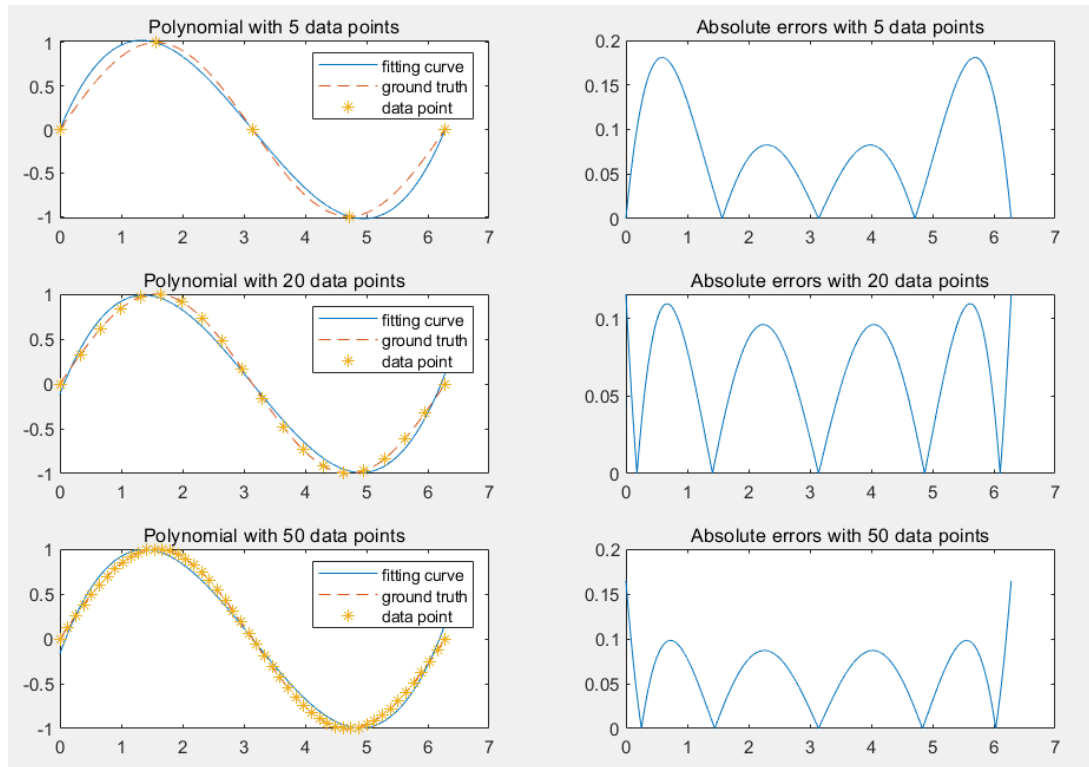 Polynomial with 5 data points
1
0.5
0
-0.5
-1
0 1 2 3 4 5 6 7
fitting curve
ground truth
data point
Absolute errors with 5 data points
0.2
0.15
0.1
0.05
0
0 1 2 3 4 5 6 7
Polynomial with 20 data points
1
0.5
0
-0.5
-1
0 1 2 3 4 5 6 7
fitting curve
ground truth
data point
Absolute errors with 20 data points
0.1
0.05
0
0 1 2 3 4 5 6 7
Polynomial with 50 data points
1
0.5
0
-0.5
-1
0 1 2 3 4 5 6 7
fitting curve
ground truth
data point
Absolute errors with 50 data points
0.2
0.15
0.1
0.05
0
0 1 2 3 4 5 6 7